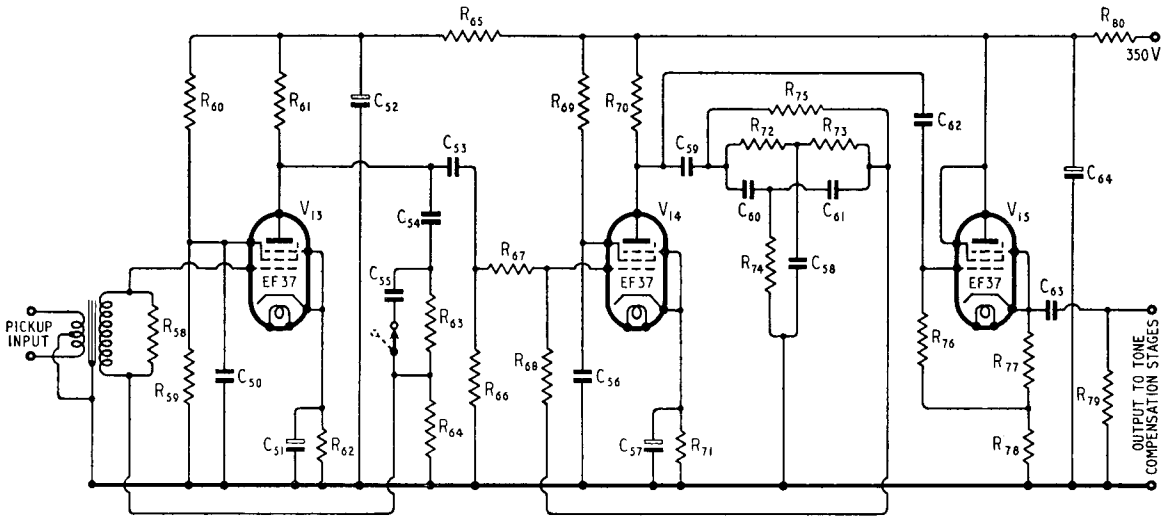 R65
R80
350 V
R60
R61
C52
R69
R70
R75
C62
R72
R73
C53
C59
C64
V13
C54
V14
C60
C61
V15
R67
R74
C58
EF37
EF37
EF37
C55
C63
PICKUP
INPUT
R58
R63
R76
R77
R59
C50
R66
R68
C56
R79
C51
R62
R64
C57
R71
R78
OUTPUT TO TONE
COMPENSATION STAGES